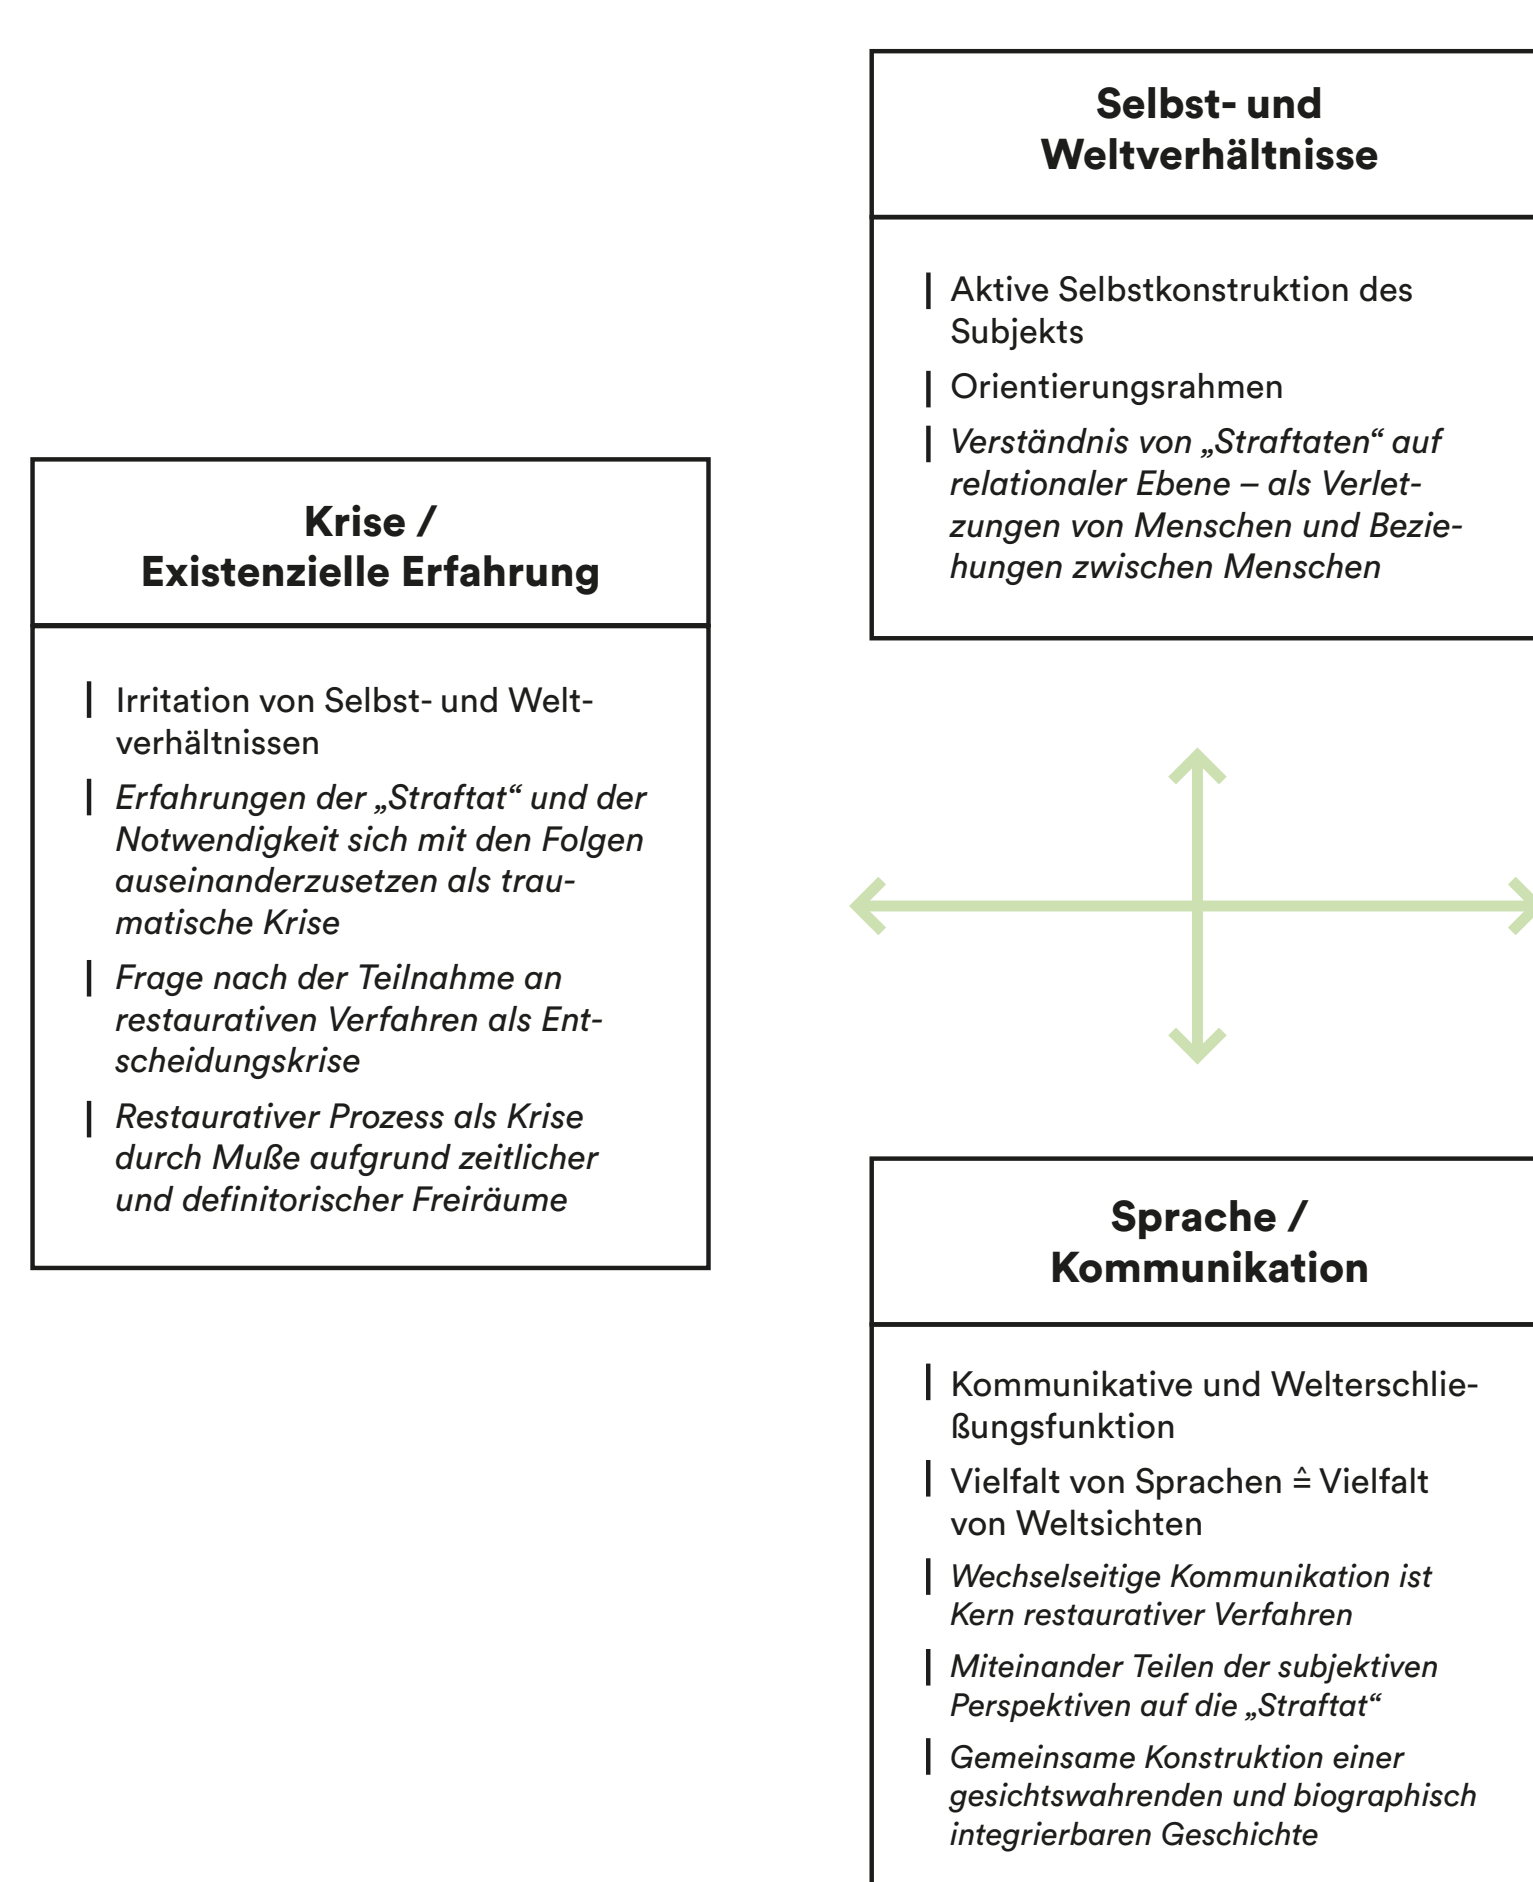 Selbst- und
Weltverhältnisse
Aktive Selbstkonstruktion des
Subjekts
Orientierungsrahmen
Verständnis von „Straftaten“ auf
relationaler Ebene – als Verlet-
zungen von Menschen und Bezie-
hungen zwischen Menschen
Krise /
Existenzielle Erfahrung
Irritation von Selbst- und Welt-
verhältnissen
Erfahrungen der „Straftat“ und der
Notwendigkeit sich mit den Folgen
auseinanderzusetzen als trau-
matische Krise
Frage nach der Teilnahme an
restaurativen Verfahren als Ent-
scheidungskrise
Restaurativer Prozess als Krise
durch Muße aufgrund zeitlicher
und definitorischer Freiräume
Sprache /
Kommunikation
Kommunikative und Welterschlie-
ßungsfunktion
Vielfalt von Sprachen ≙ Vielfalt
von Weltsichten
Wechselseitige Kommunikation ist
Kern restaurativer Verfahren
Miteinander Teilen der subjektiven
Perspektiven auf die „Straftat“
Gemeinsame Konstruktion einer
gesichtswahrenden und biographisch
integrierbaren Geschichte